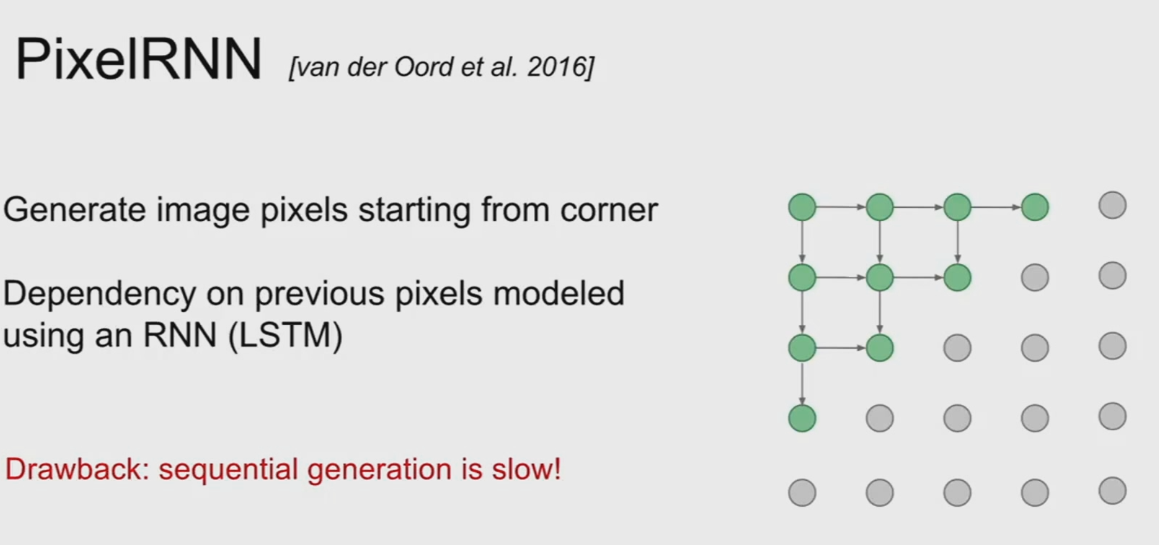 PixelRNN [van der Oord et al. 2016]
Generate image pixels starting from corner
Dependency on previous pixels modeled
using an RNN (LSTM)
Drawback: sequential generation is slow!